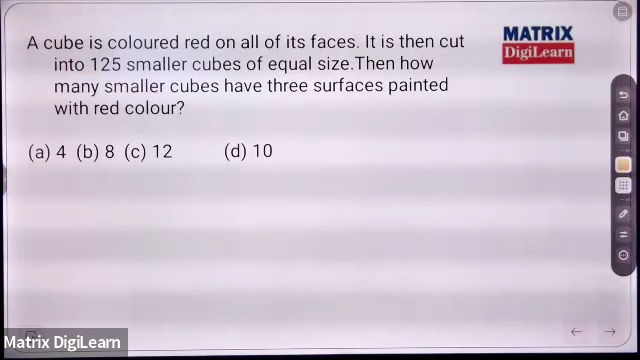 A cube is coloured red on all of its faces. It is then cut
into 125 smaller cubes of equal size.Then how
many smaller cubes have three surfaces painted
with red colour?
(a) 4 (b) 8 (c) 12 (d) 10
MATRIX
DigiLearn
Matrix DigiLearn